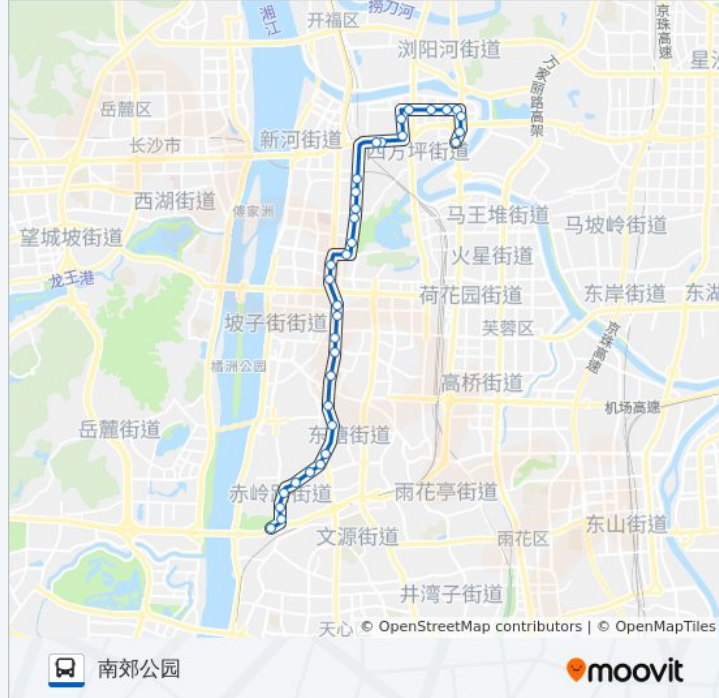 湘江
开福区
捞刀河
浏阳河街道
京珠高速
万家丽路高架
岳麓区
长沙市
新河街道
四方坪街道
西湖街道
傅家洲
马王堆街道
马坡岭街道
望城坡街道
火星街道
龙王港
荷花园街道
东岸街道
东湖
坡子街街道
芙蓉区
京珠高速
橘洲公园
高桥街道
机场高速
岳麓街道
东塘街道
赤岭路街道
雨花亭街道
文源街道
雨花区
东山街道
井湾子街道
天心
© OpenStreetMap contributors | © OpenMapTiles
南郊公园
moovit